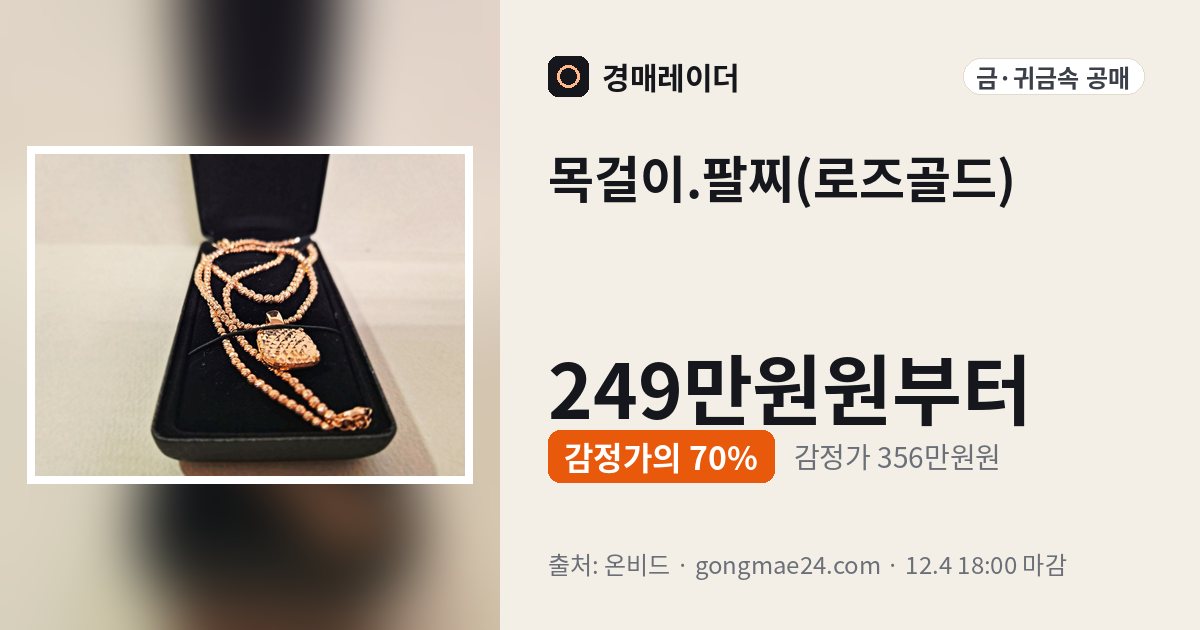 경매레이더
금·귀금속 공매
목걸이.팔찌(로즈골드)
249만원원부터
감정가의 70%
감정가 356만원원
출처: 온비드 · gongmae24.com · 12.4 18:00 마감